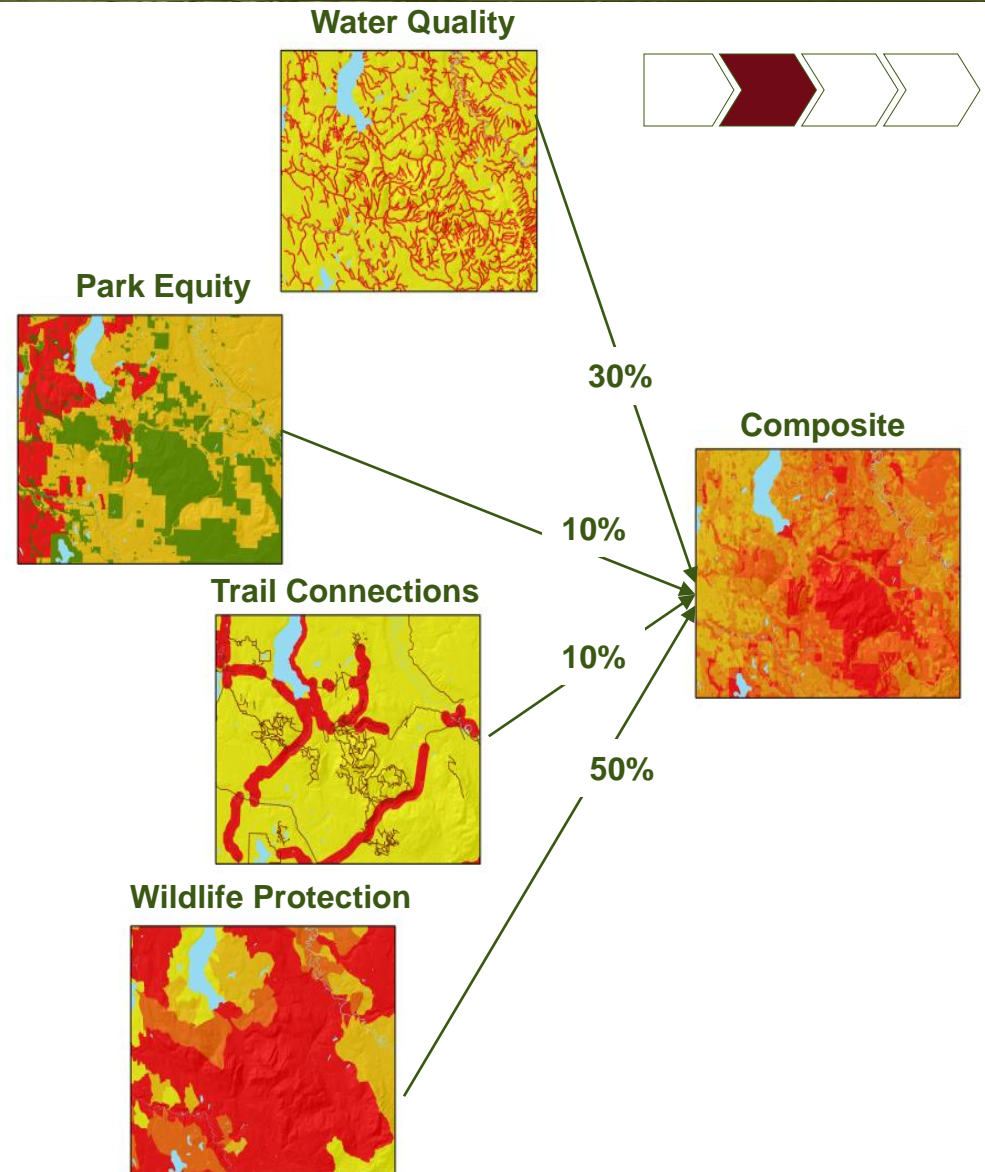 Water Quality
Park Equity
30%
Composite
10%
Trail Connections
10%
50%
Wildlife Protection